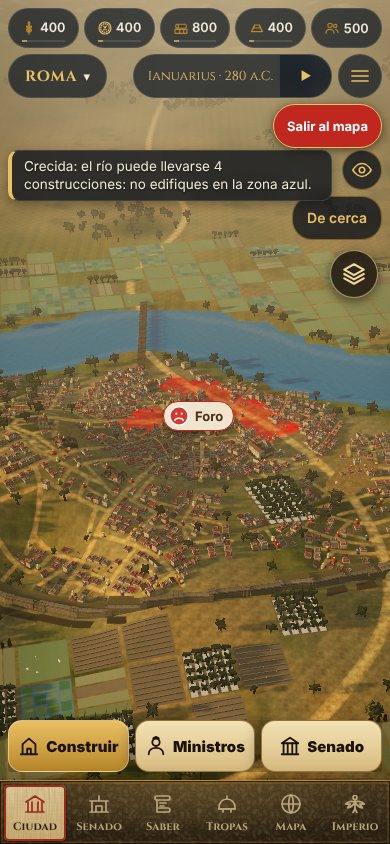 400
400
800
400
500
ROMA ▾
IANUARIUS · 280 A.C.
Salir al mapa
Crecida: el río puede llevarse 4
construcciones: no edifiques en la zona azul.
De cerca
Foro
Construir
Ministros
Senado
CIUDAD
SENADO
SABER
TROPAS
MAPA
IMPERIO